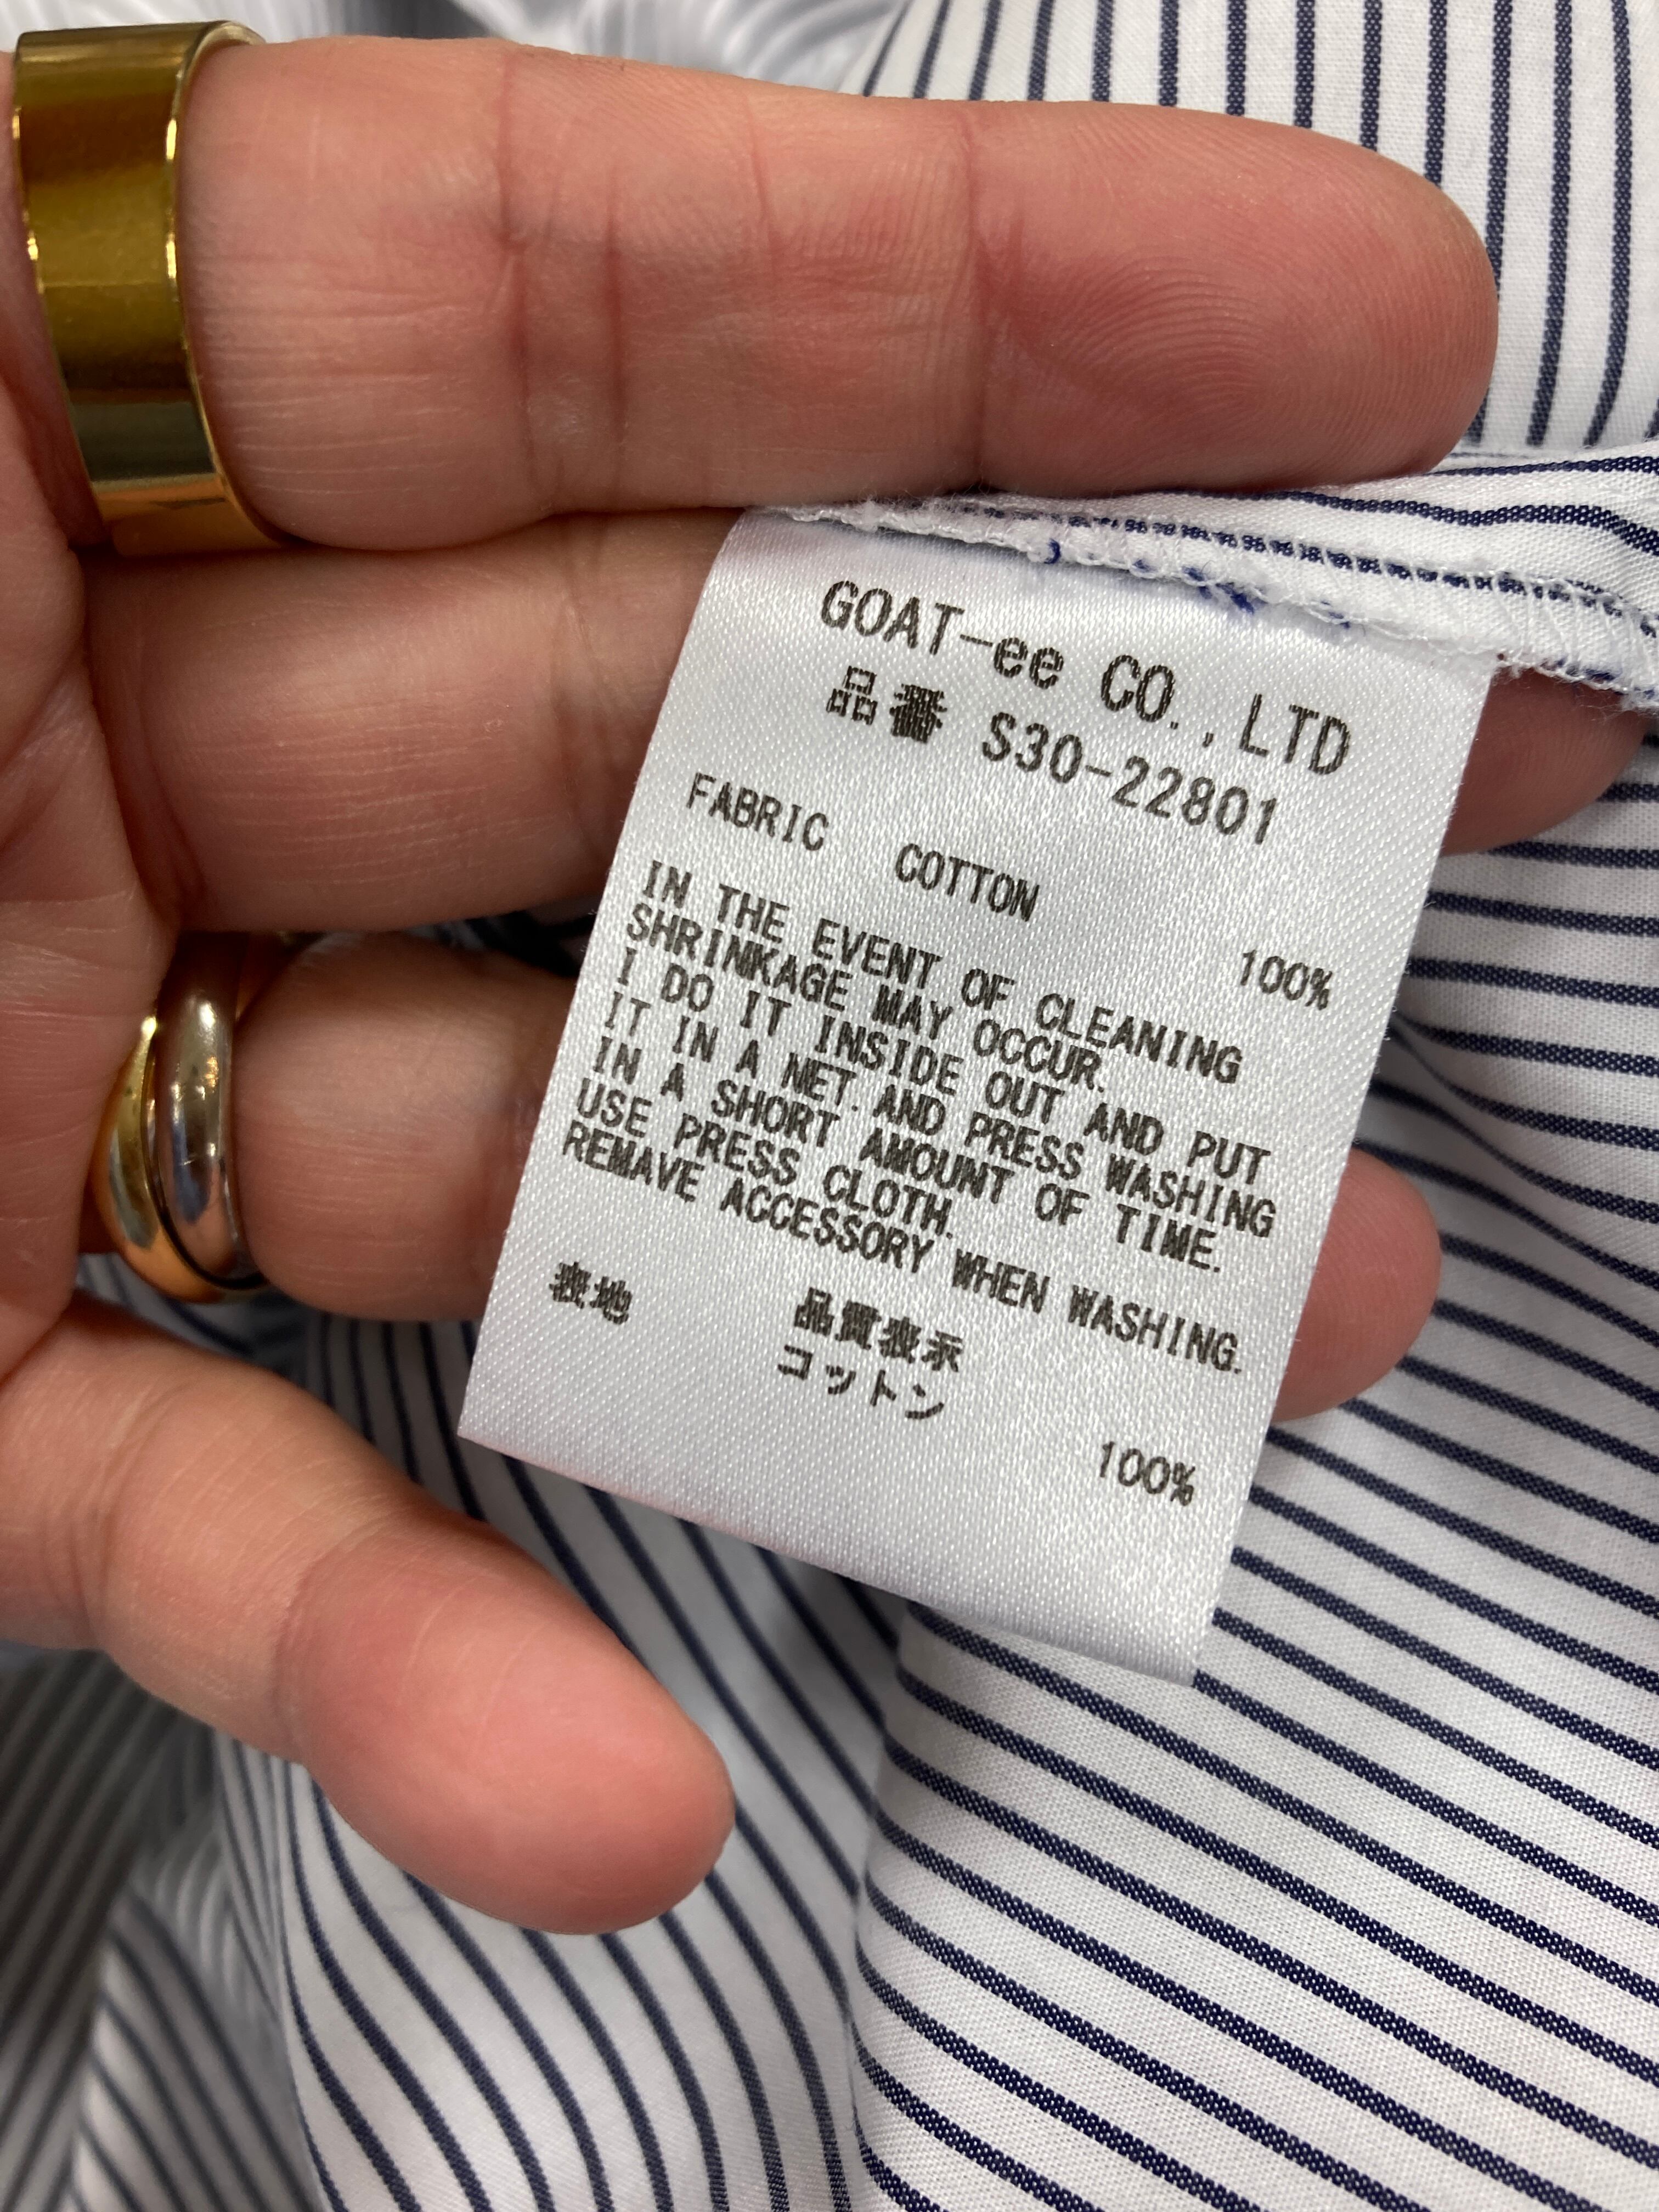 GOAT-ee CO.,LTD
品番 S30-22801
FABRIC COTTON 100%
IN THE EVENT OF CLEANING
SHRINKAGE MAY OCCUR.
I DO IT INSIDE OUT AND PUT
IT IN A NET.AND PRESS WASHING
IN A SHORT AMOUNT OF TIME.
USE PRESS CLOTH.
REMAVE ACCESSORY WHEN WASHING.
品質表示
表地 コットン 100%